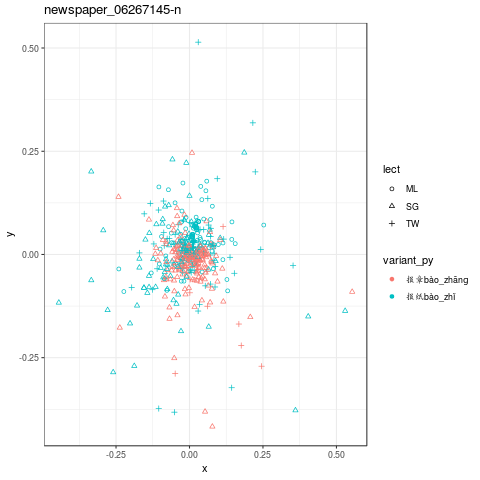 newspaper_06267145-n
0.50
0.25
0.00
-0.25
y
-0.25
0.00
0.25
0.50
x
lect
ML
SG
TW
variant_py
报章bào_zhāng
报纸bào_zhǐ